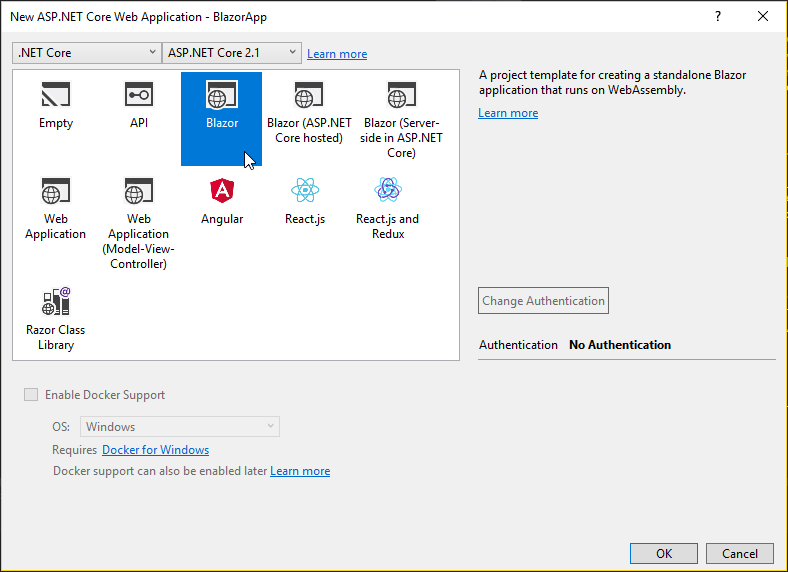 New ASP.NET Core Web Application - BlazorApp
?
.NET Core
ASP.NET Core 2.1
Learn more
Empty
API
Blazor
Blazor (ASP.NET
Core hosted)
Blazor (Server-
side in ASP.NET
Core)
Web
Application
Web
Application
(Model-View-
Controller)
Angular
React.js
React.js and
Redux
Razor Class
Library
A project template for creating a standalone Blazor
application that runs on WebAssembly.
Learn more
Change Authentication
Authentication No Authentication
Enable Docker Support
OS: Windows
Requires Docker for Windows
Docker support can also be enabled later Learn more
OK
Cancel